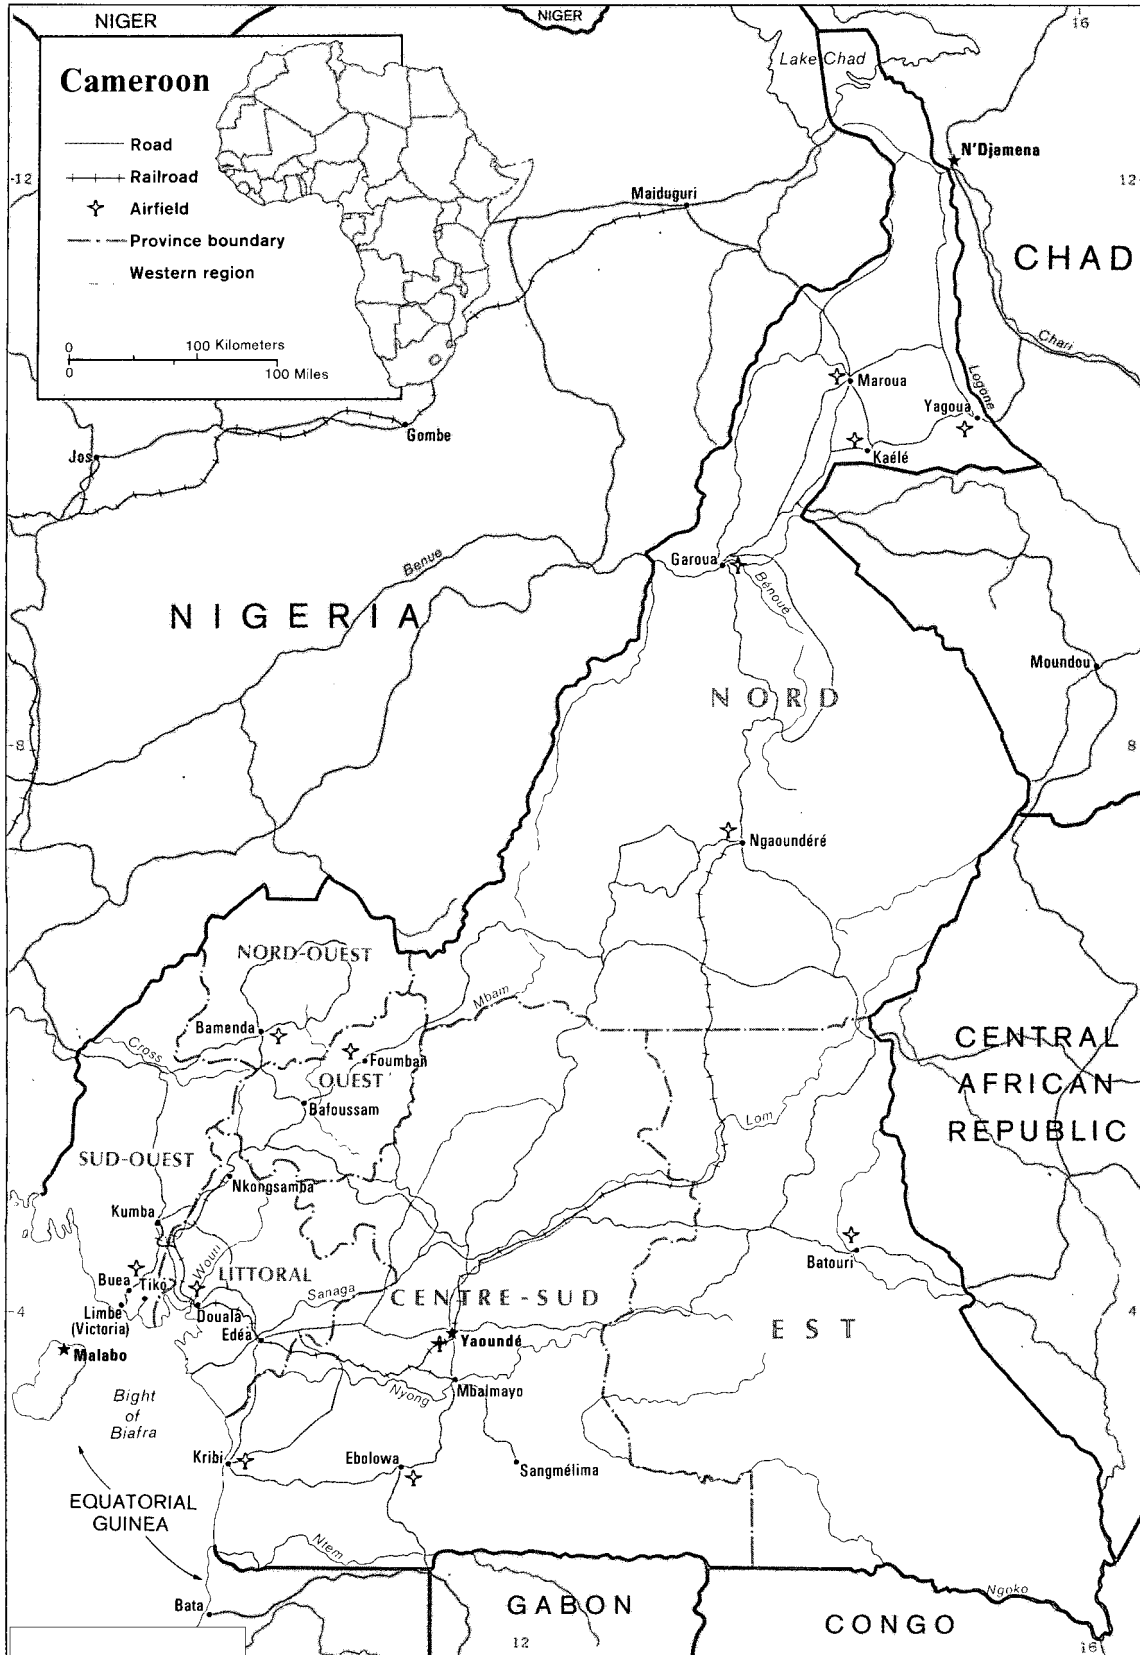 NIGER
NIGER
16
Cameroon
Road
Railroad
Airfield
Province boundary
Western region
0 100 Kilometers
0 100 Miles
Lake Chad
N'Djamena
12
12
Maiduguri
CHAD
Chari
Logone
Maroua
Yagoua
Kaélé
Gombe
Jos
Benue
Garoua
Bénoué
NIGERIA
Moundou
NORD
8
8
Ngaoundéré
NORD-OUEST
Mbam
Bamenda
Cross
Foumban
OUEST
Bafoussam
CENTRAL
AFRICAN
REPUBLIC
Lom
SUD-OUEST
Nkongsamba
Kumba
Wouri
Batouri
Buea
Tiko
LITTORAL
Sanaga
CENTRE-SUD
Limbe
(Victoria)
Douala
4
4
Edéa
Yaoundé
EST
Malabo
Nyong
Mbalmayo
Bight
of
Biafra
Kribi
Ebolowa
Sangmélima
EQUATORIAL
GUINEA
Ntem
Ngoko
Bata
GABON
CONGO
12
16